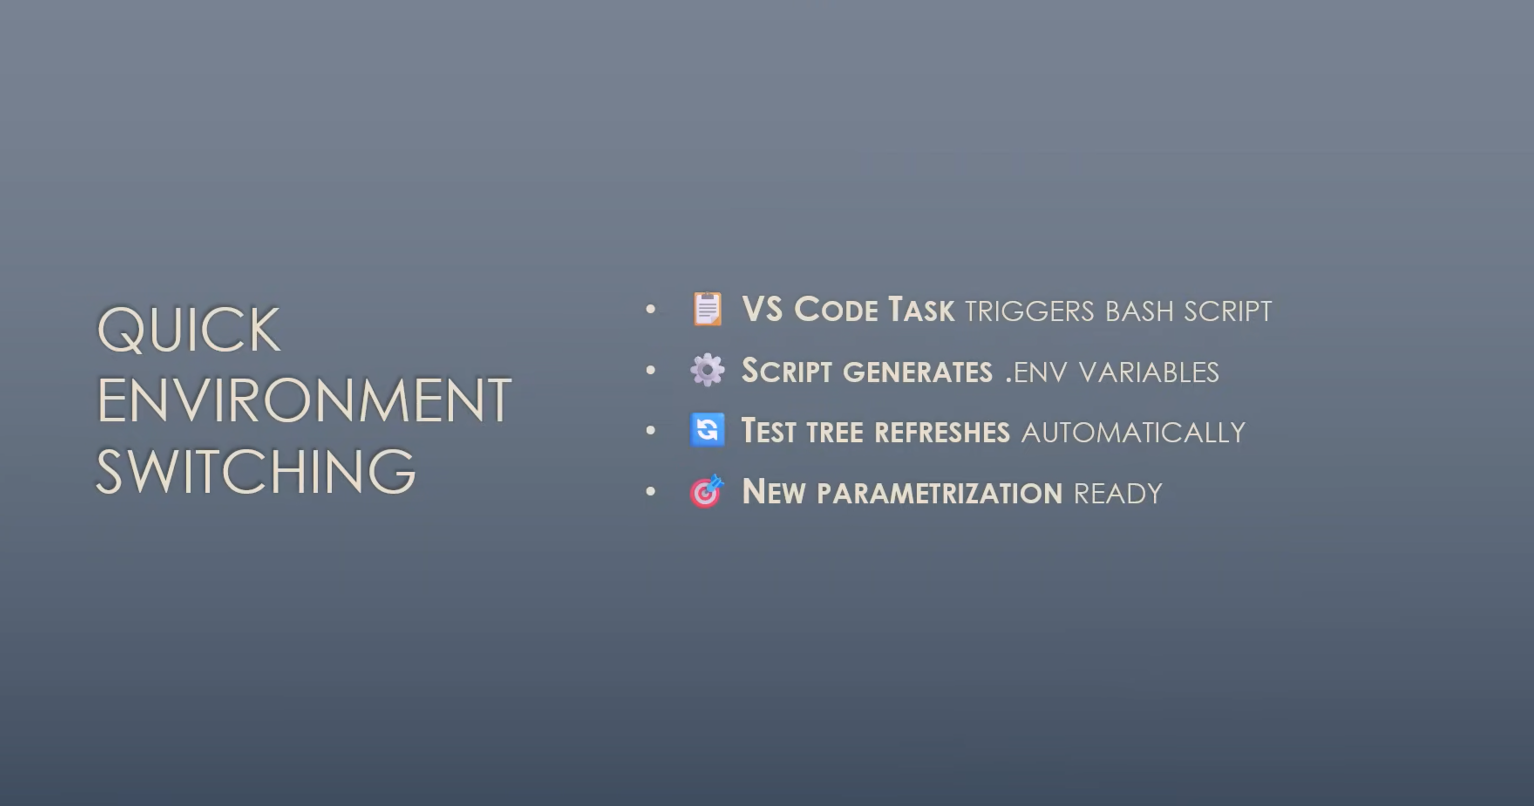 QUICK
ENVIRONMENT
SWITCHING
• 📋 VS CODE TASK TRIGGERS BASH SCRIPT
• ⚙️ SCRIPT GENERATES .ENV VARIABLES
• 🔄 TEST TREE REFRESHES AUTOMATICALLY
• 🎯 NEW PARAMETRIZATION READY